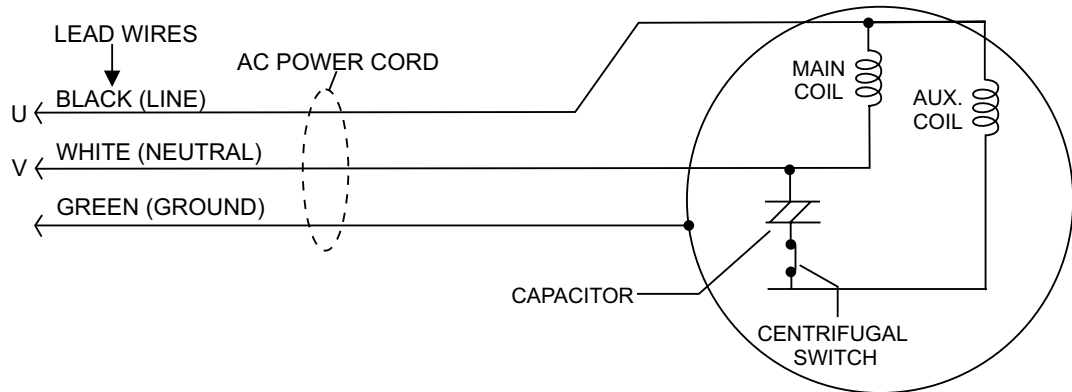 LEAD WIRES
AC POWER CORD
U
BLACK (LINE)
V
WHITE (NEUTRAL)
GREEN (GROUND)
MAIN
COIL
AUX.
COIL
CAPACITOR
CENTRIFUGAL
SWITCH